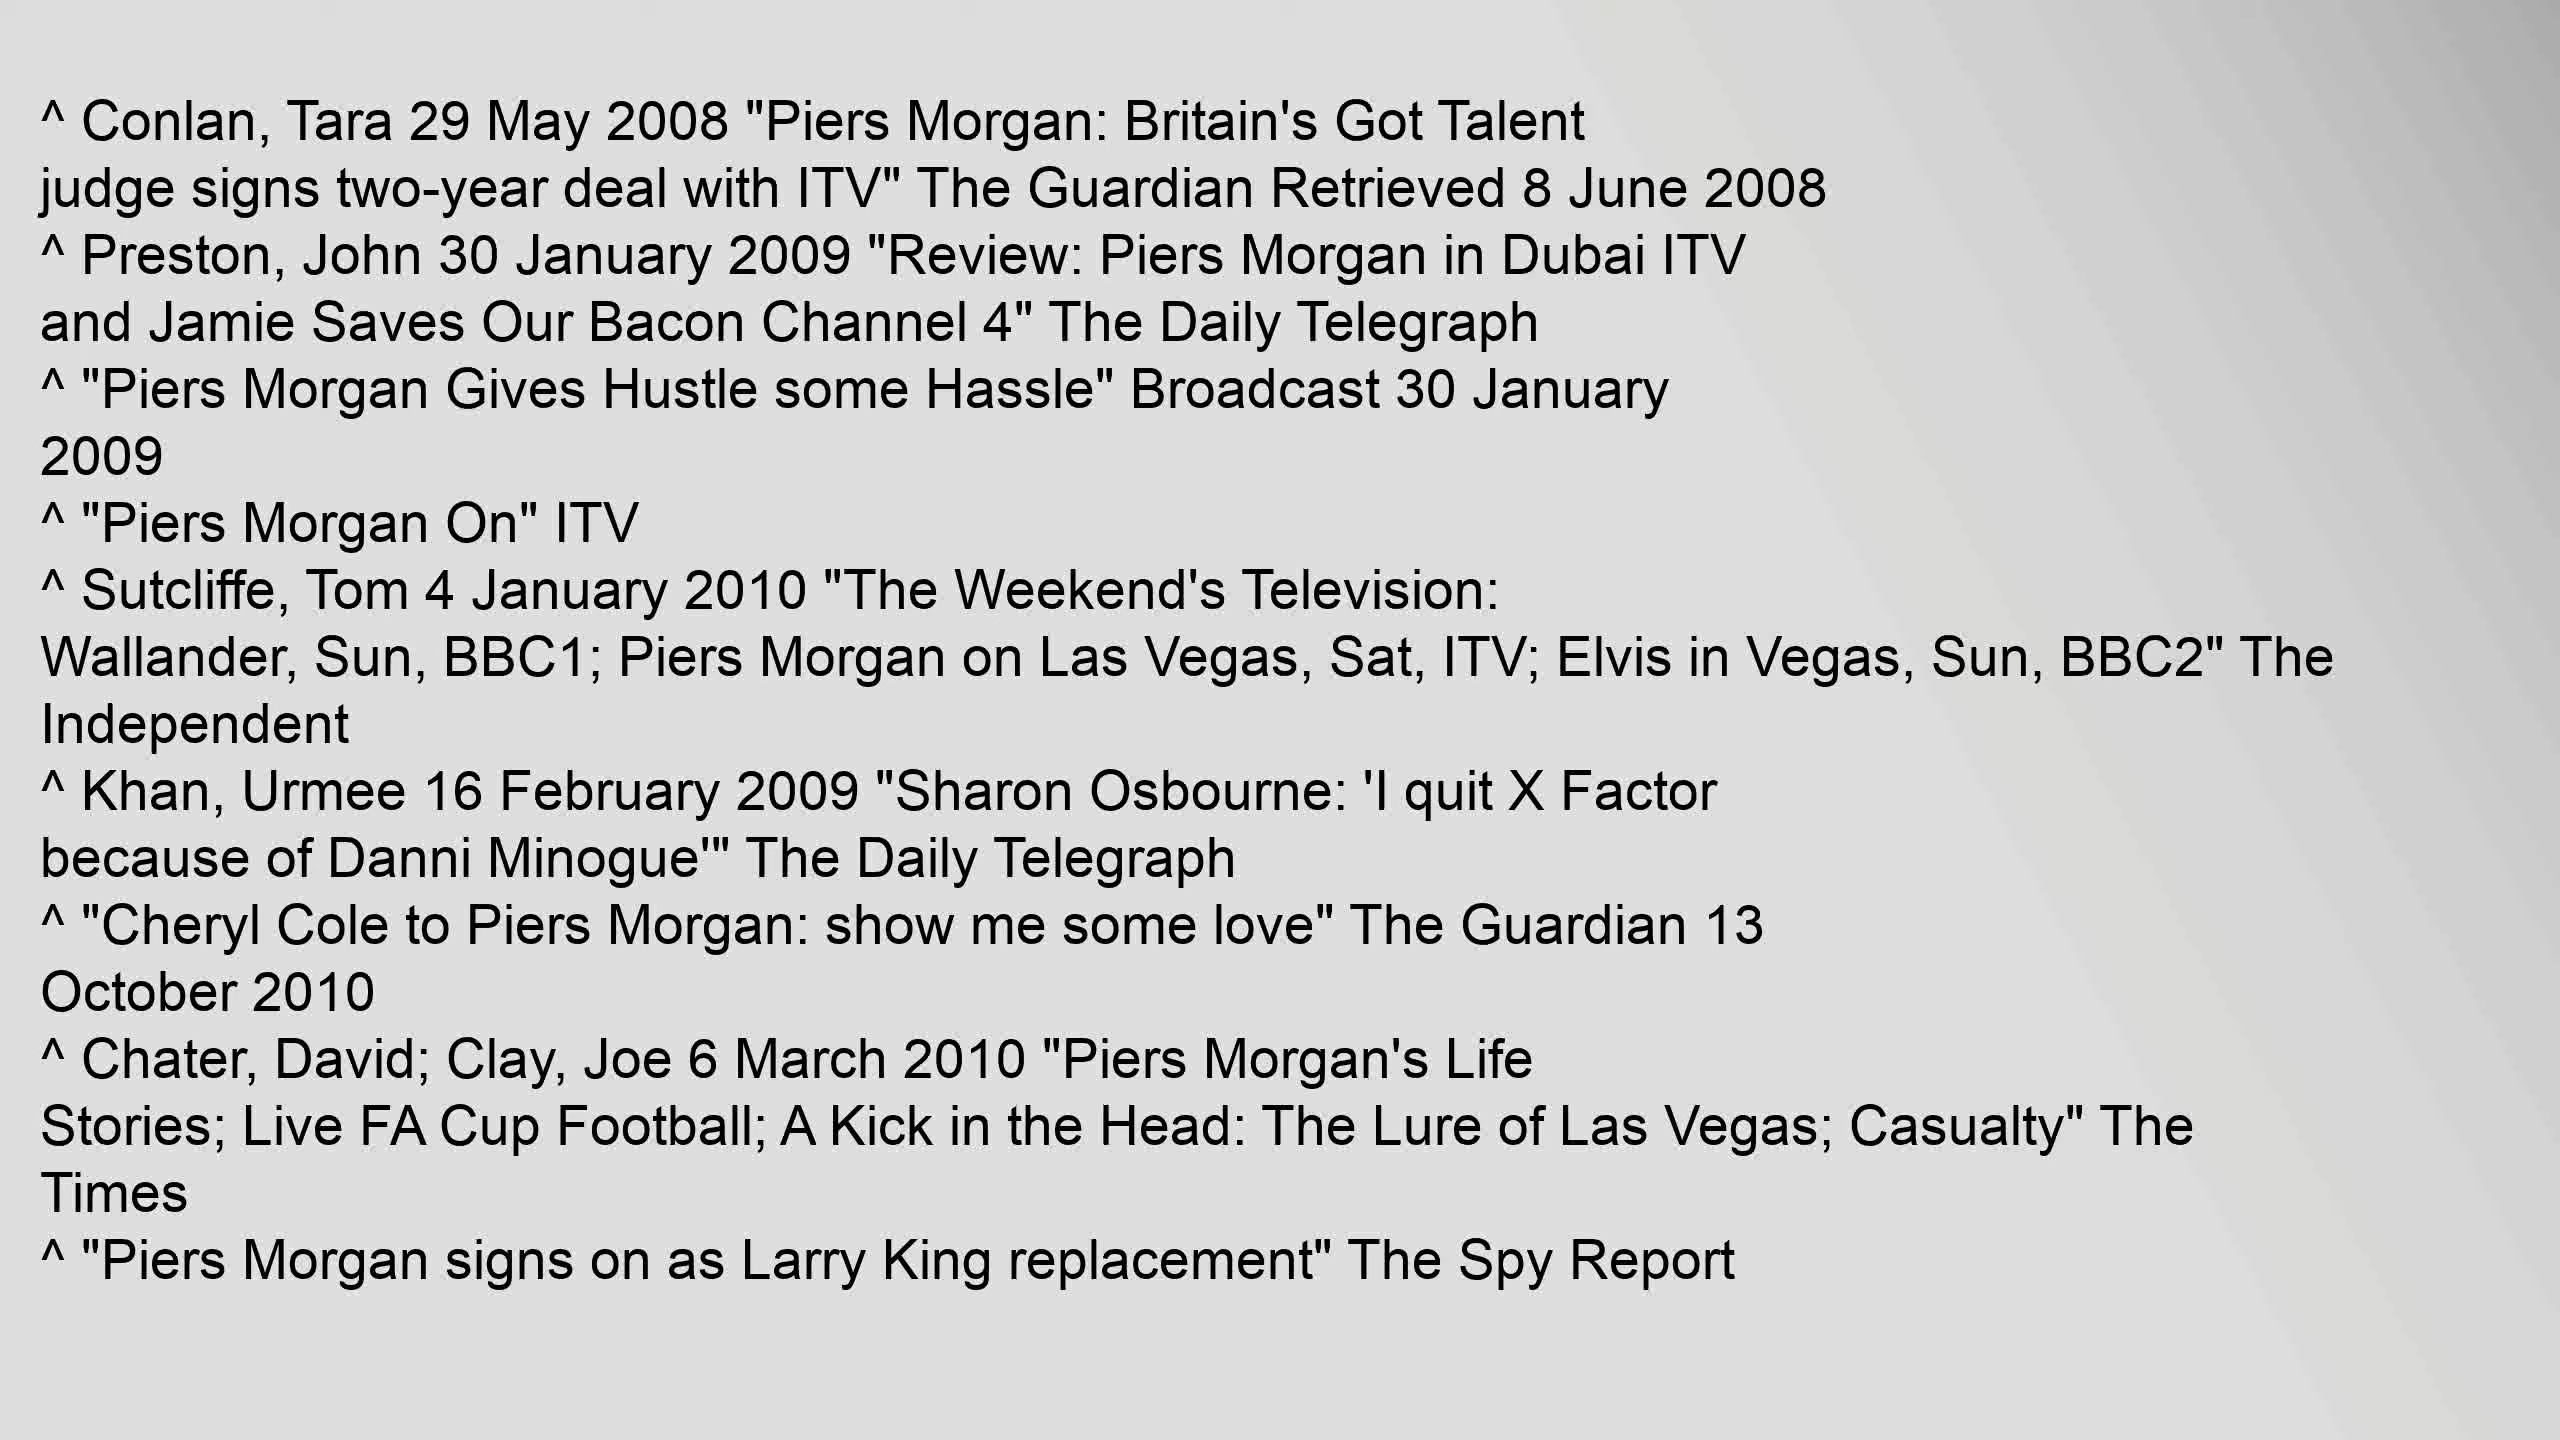 ^ Conlan, Tara 29 May 2008 "Piers Morgan: Britain's Got Talent
judge signs two-year deal with ITV" The Guardian Retrieved 8 June 2008
^ Preston, John 30 January 2009 "Review: Piers Morgan in Dubai ITV
and Jamie Saves Our Bacon Channel 4" The Daily Telegraph
^ "Piers Morgan Gives Hustle some Hassle" Broadcast 30 January
2009
^ "Piers Morgan On" ITV
^ Sutcliffe, Tom 4 January 2010 "The Weekend's Television:
Wallander, Sun, BBC1; Piers Morgan on Las Vegas, Sat, ITV; Elvis in Vegas, Sun, BBC2" The
Independent
^ Khan, Urmee 16 February 2009 "Sharon Osbourne: 'I quit X Factor
because of Danni Minogue'" The Daily Telegraph
^ "Cheryl Cole to Piers Morgan: show me some love" The Guardian 13
October 2010
^ Chater, David; Clay, Joe 6 March 2010 "Piers Morgan's Life
Stories; Live FA Cup Football; A Kick in the Head: The Lure of Las Vegas; Casualty" The
Times
^ "Piers Morgan signs on as Larry King replacement" The Spy Report